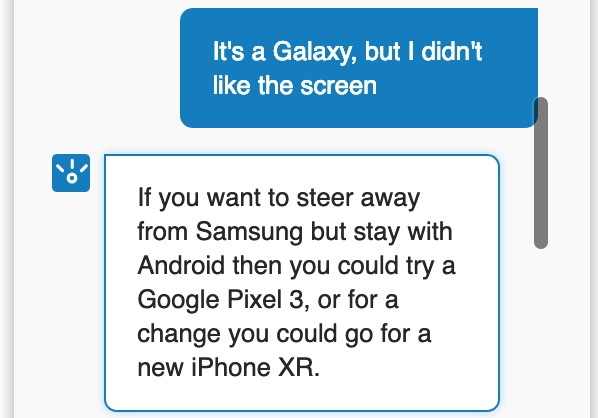 It's a Galaxy, but I didn't
like the screen
If you want to steer away
from Samsung but stay with
Android then you could try a
Google Pixel 3, or for a
change you could go for a
new iPhone XR.